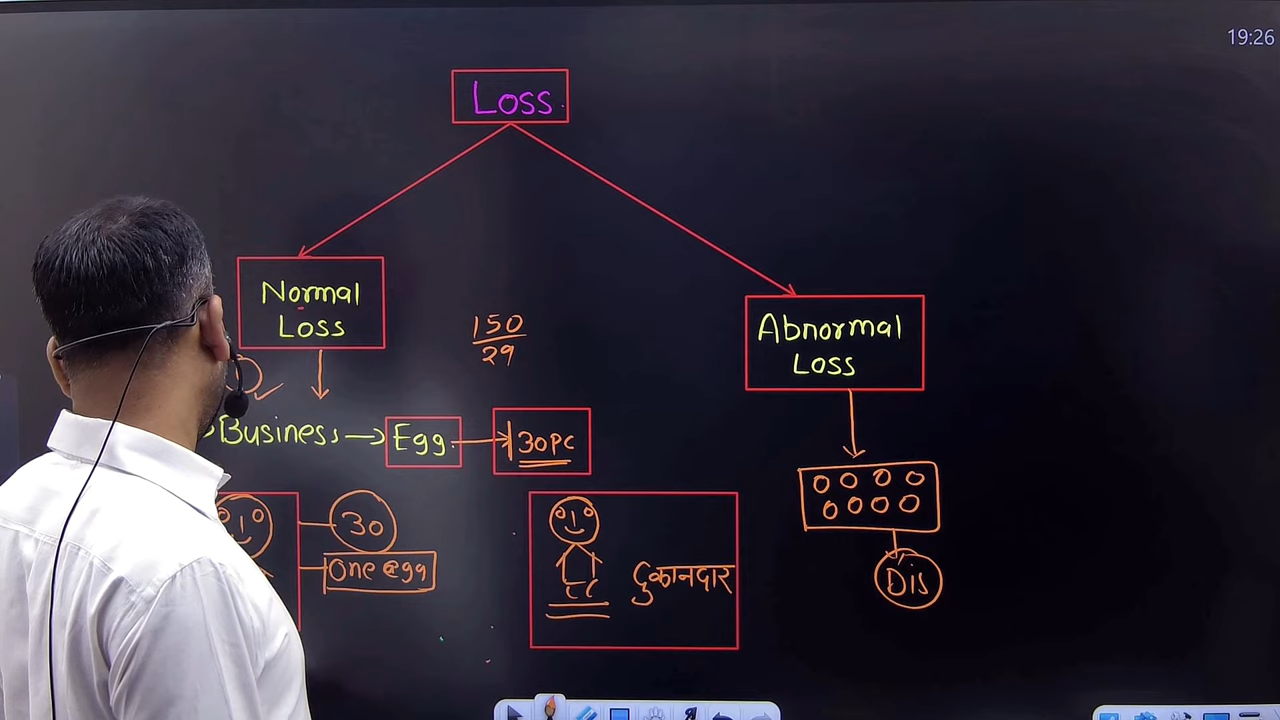 19:26
Loss
Normal
Loss
150
29
Abnormal
Loss
Business
Egg
30PC
30
One egg
दुकानदार
Dis